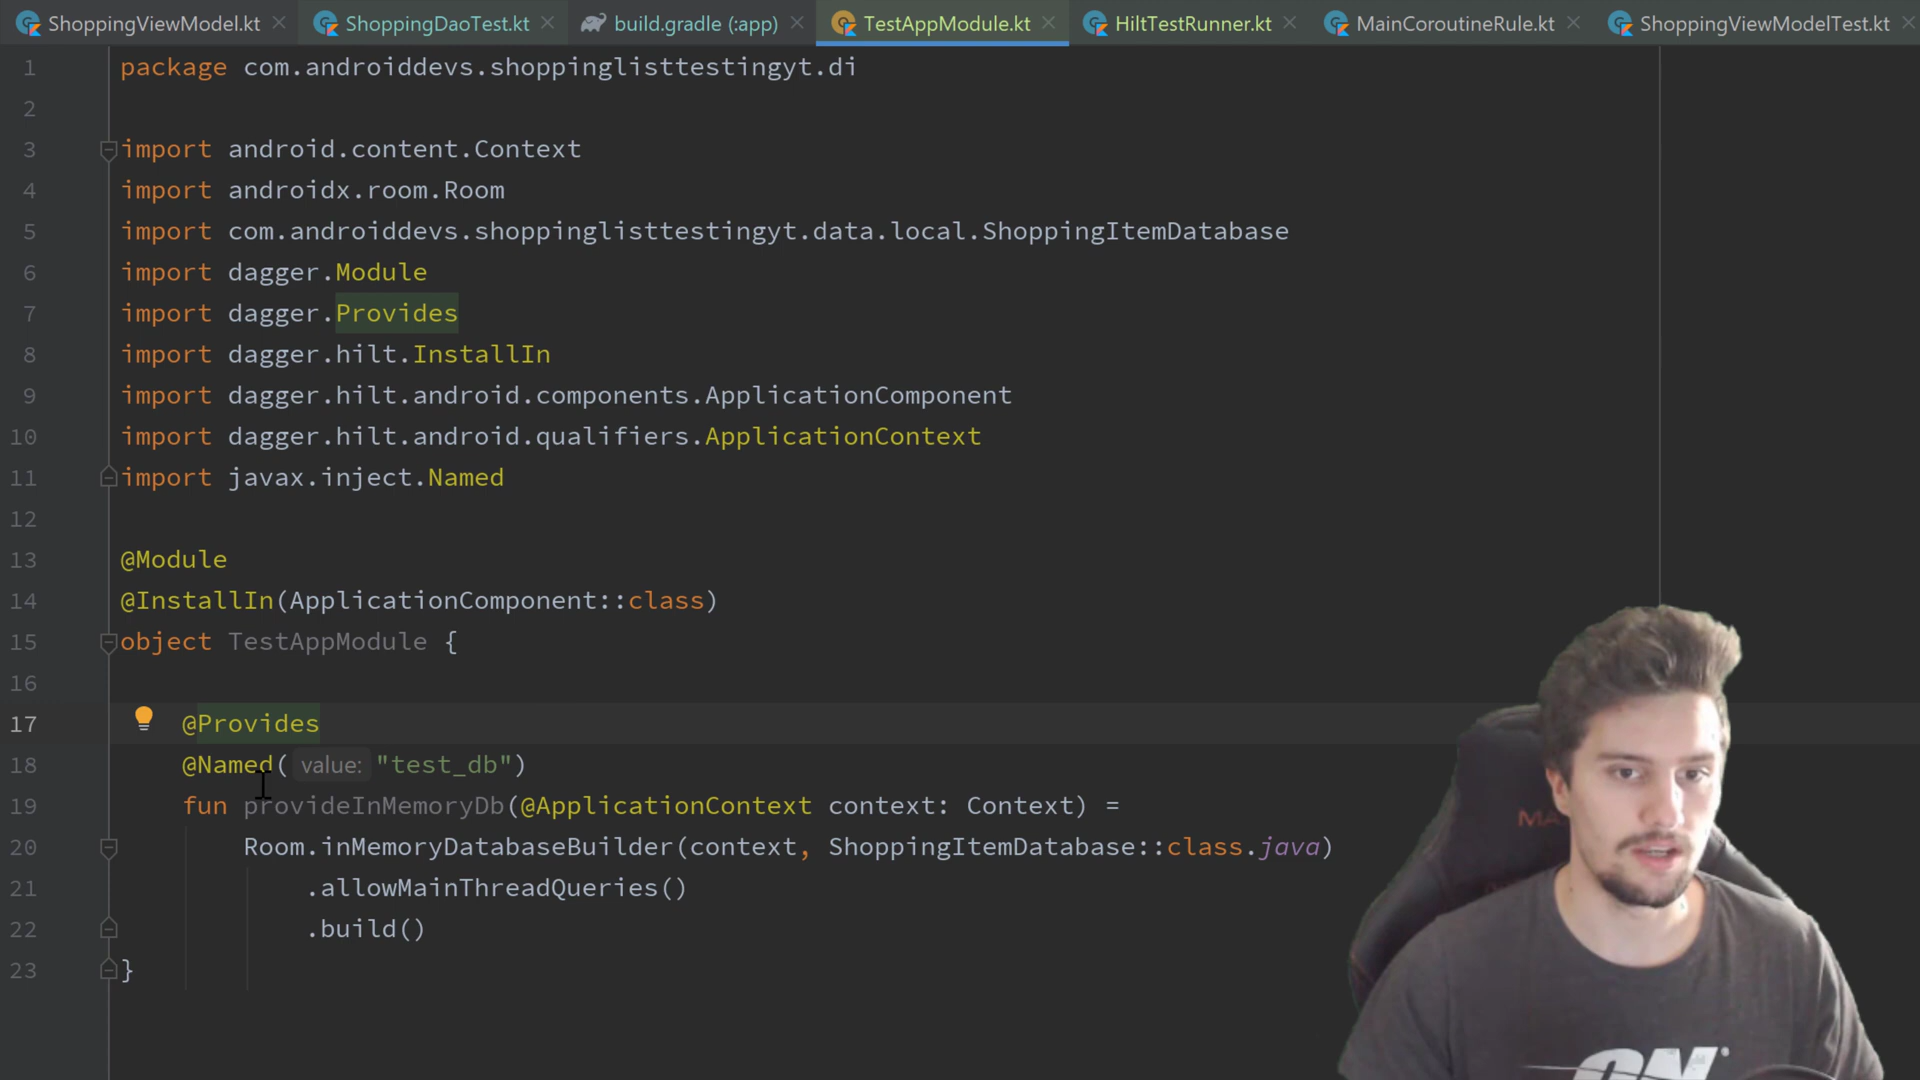 ShoppingViewModel.kt ShoppingDaoTest.kt build.gradle (:app) TestAppModule.kt HiltTestRunner.kt MainCoroutineRule.kt ShoppingViewModelTest.kt
1 package com.androiddevs.shoppinglisttestingyt.di
2
3 import android.content.Context
4 import androidx.room.Room
5 import com.androiddevs.shoppinglisttestingyt.data.local.ShoppingItemDatabase
6 import dagger.Module
7 import dagger.Provides
8 import dagger.hilt.InstallIn
9 import dagger.hilt.android.components.ApplicationComponent
10 import dagger.hilt.android.qualifiers.ApplicationContext
11 import javax.inject.Named
12
13 @Module
14 @InstallIn(ApplicationComponent::class)
15 object TestAppModule {
16
17 @Provides
18 @Named( value: "test_db")
19 fun provideInMemoryDb(@ApplicationContext context: Context) =
20 Room.inMemoryDatabaseBuilder(context, ShoppingItemDatabase::class.java)
21 .allowMainThreadQueries()
22 .build()
23 }